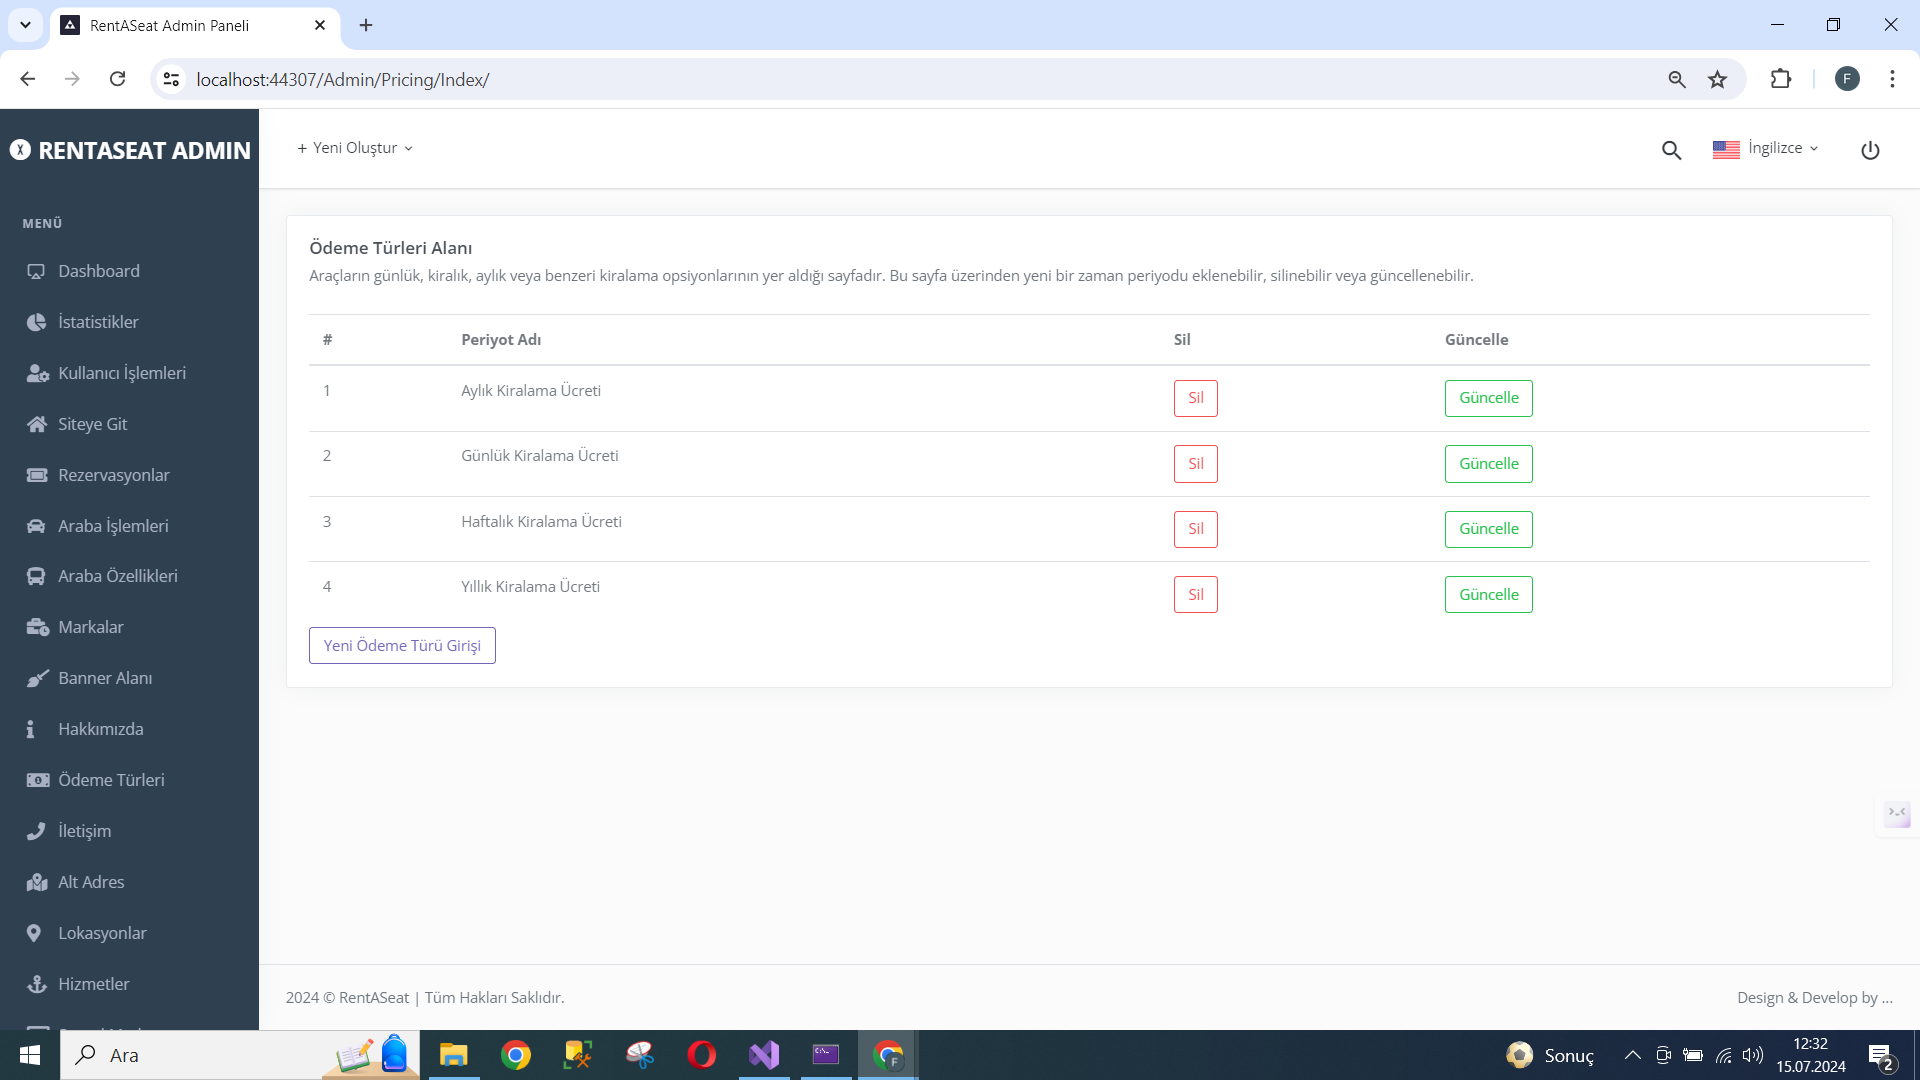 RentASeat Admin Paneli
localhost:44307/Admin/Pricing/Index/
F
RENTASEAT ADMIN
+ Yeni Oluştur
İngilizce
MENÜ
Dashboard
İstatistikler
Kullanıcı İşlemleri
Siteye Git
Rezervasyonlar
Araba İşlemleri
Araba Özellikleri
Markalar
Banner Alanı
Hakkımızda
Ödeme Türleri
İletişim
Alt Adres
Lokasyonlar
Hizmetler
Ödeme Türleri Alanı
Araçların günlük, kiralık, aylık veya benzeri kiralama opsiyonlarının yer aldığı sayfadır. Bu sayfa üzerinden yeni bir zaman periyodu eklenebilir, silinebilir veya güncellenebilir.
# Periyot Adı Sil Güncelle
1 Aylık Kiralama Ücreti Sil Güncelle
2 Günlük Kiralama Ücreti Sil Güncelle
3 Haftalık Kiralama Ücreti Sil Güncelle
4 Yıllık Kiralama Ücreti Sil Güncelle
Yeni Ödeme Türü Girişi
2024 © RentASeat | Tüm Hakları Saklıdır.
Design & Develop by ...
Ara
F
Sonuç
12:32
15.07.2024
2